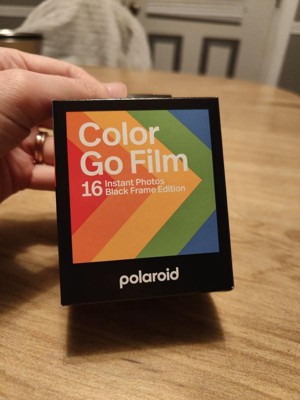 Color
Go Film
16 Instant Photos
Black Frame Edition
polaroid